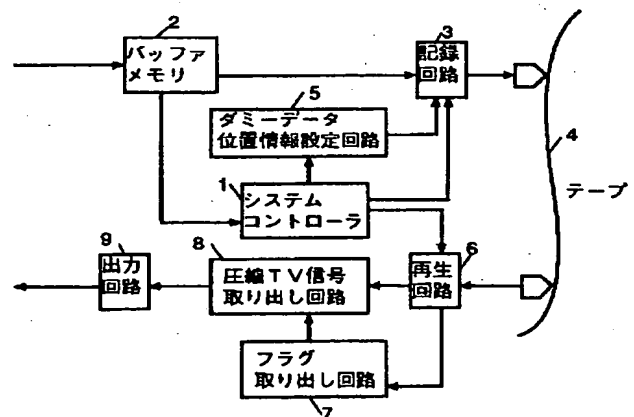 2
バッファ
メモリ
3
記録
回路
5
ダミーデータ
位置情報設定回路
4
テープ
1
システム
コントローラ
9
出力
回路
8
圧縮TV信号
取り出し回路
6
再生
回路
フラグ
取り出し回路
7